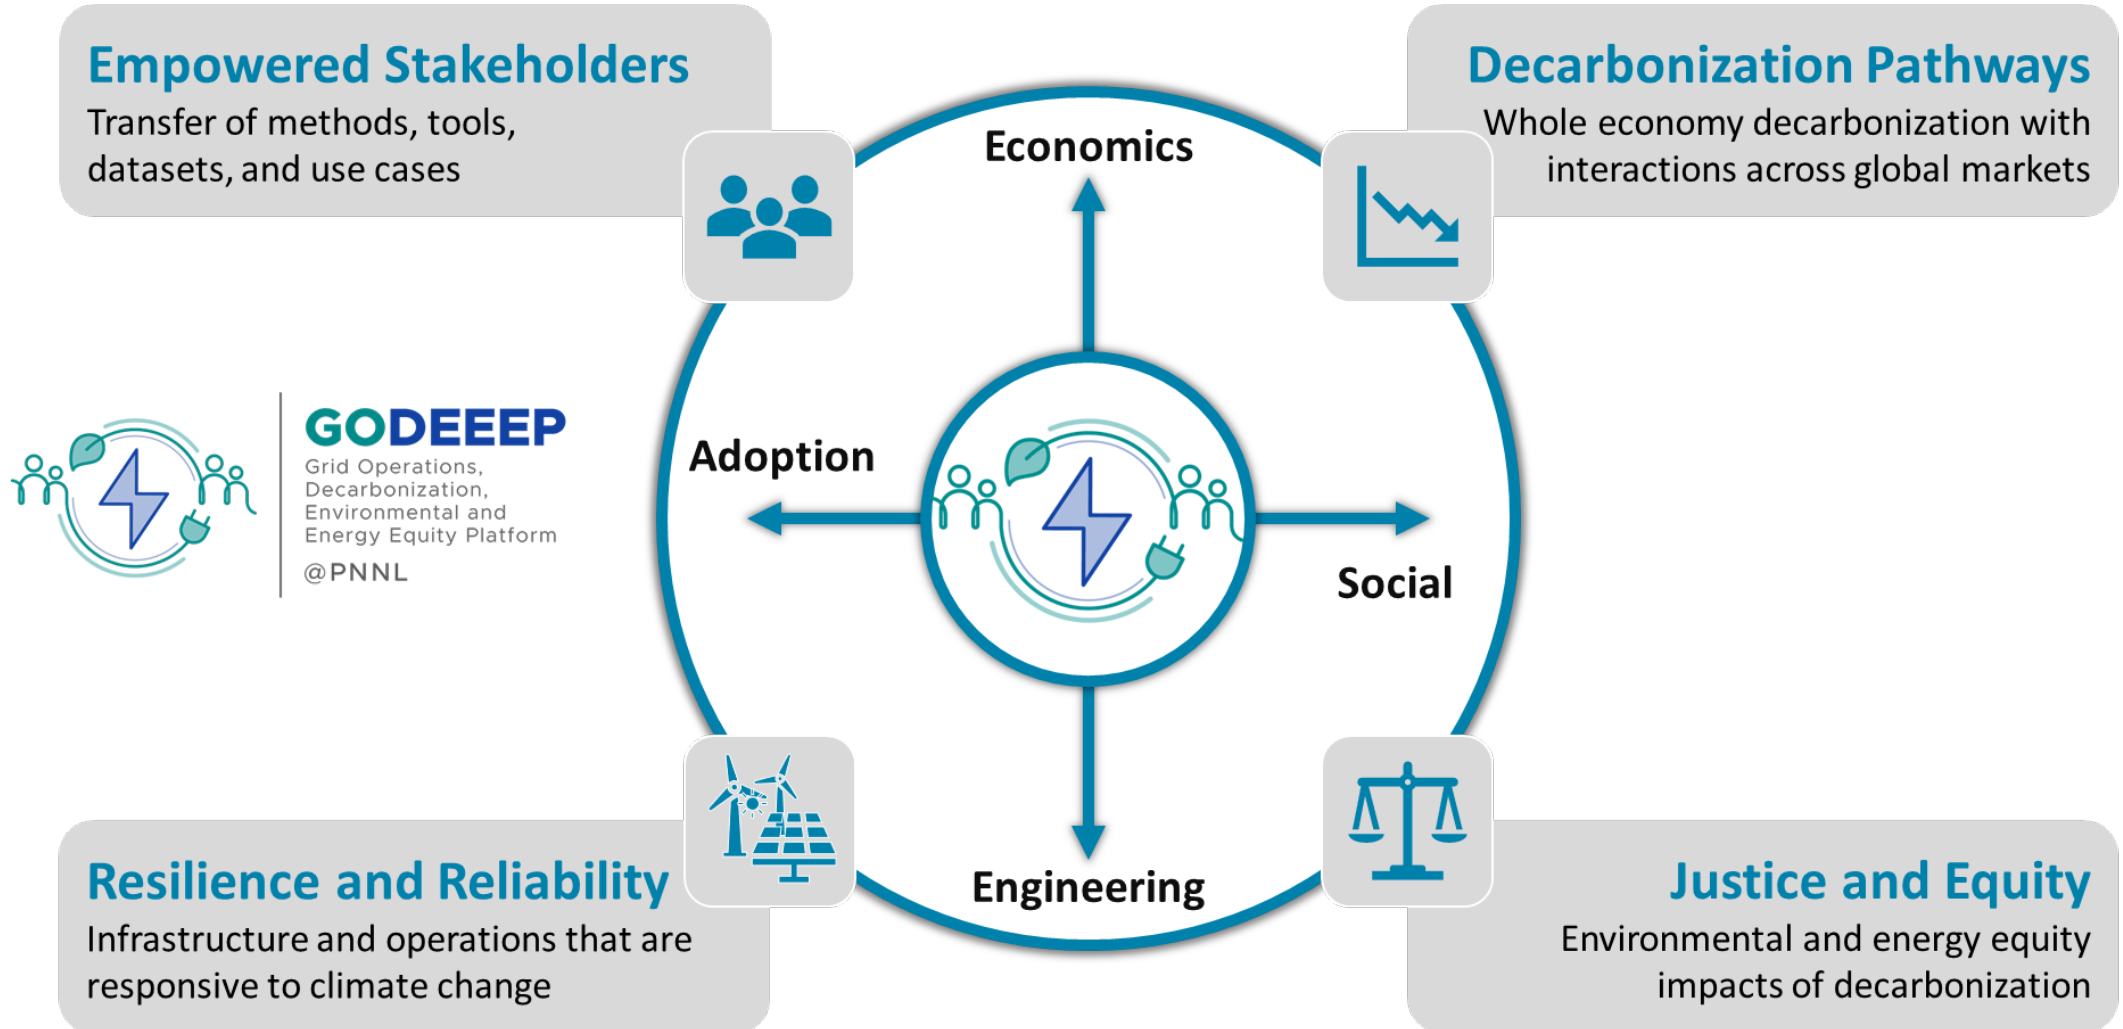 Empowered Stakeholders
Transfer of methods, tools,
datasets, and use cases
Decarbonization Pathways
Whole economy decarbonization with
interactions across global markets
Economics
GODEEEP
Grid Operations,
Decarbonization,
Environmental and
Energy Equity Platform
@PNNL
Adoption
Social
Engineering
Resilience and Reliability
Infrastructure and operations that are
responsive to climate change
Justice and Equity
Environmental and energy equity
impacts of decarbonization